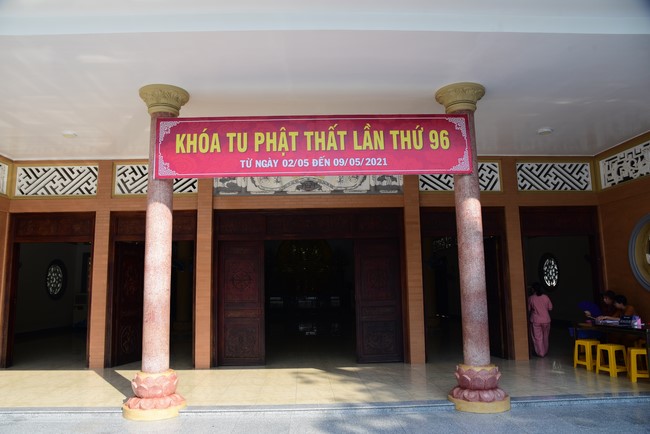 KHÓA TU PHẬT THẤT LẦN THỨ 96
TỪ NGÀY 02/05 ĐẾN 09/05/2021